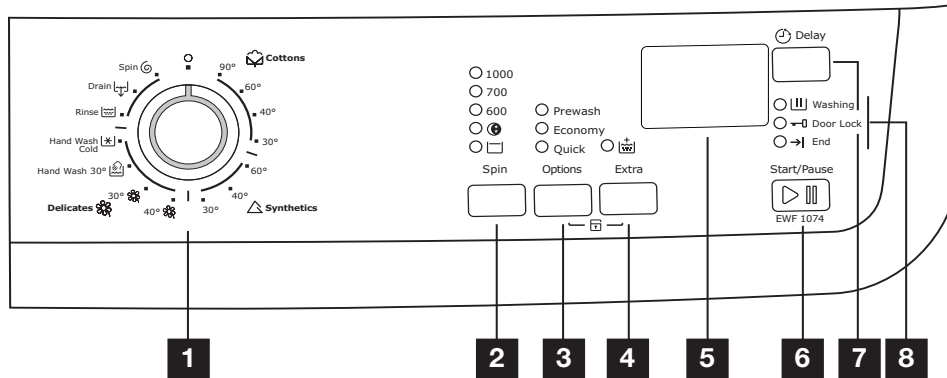 Spin
90°
Cottons
Drain
60°
Rinse
40°
Hand Wash
Cold
30°
Hand Wash 30°
60°
30°
40°
Delicates
40°
30°
Synthetics
1000
700
600
Prewash
Economy
Quick
Spin
Options
Extra
Delay
Washing
Door Lock
End
Start/Pause
EWF 1074
1
2
3
4
5
6
7
8